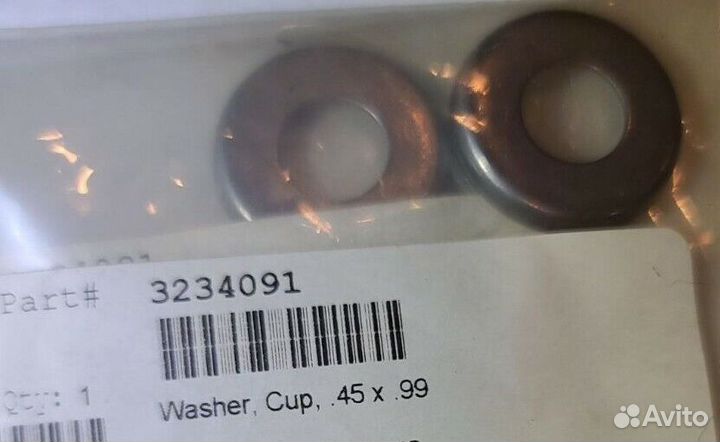 Part# 3234091
Qty: 1
Washer, Cup, .45 x .99
Avito